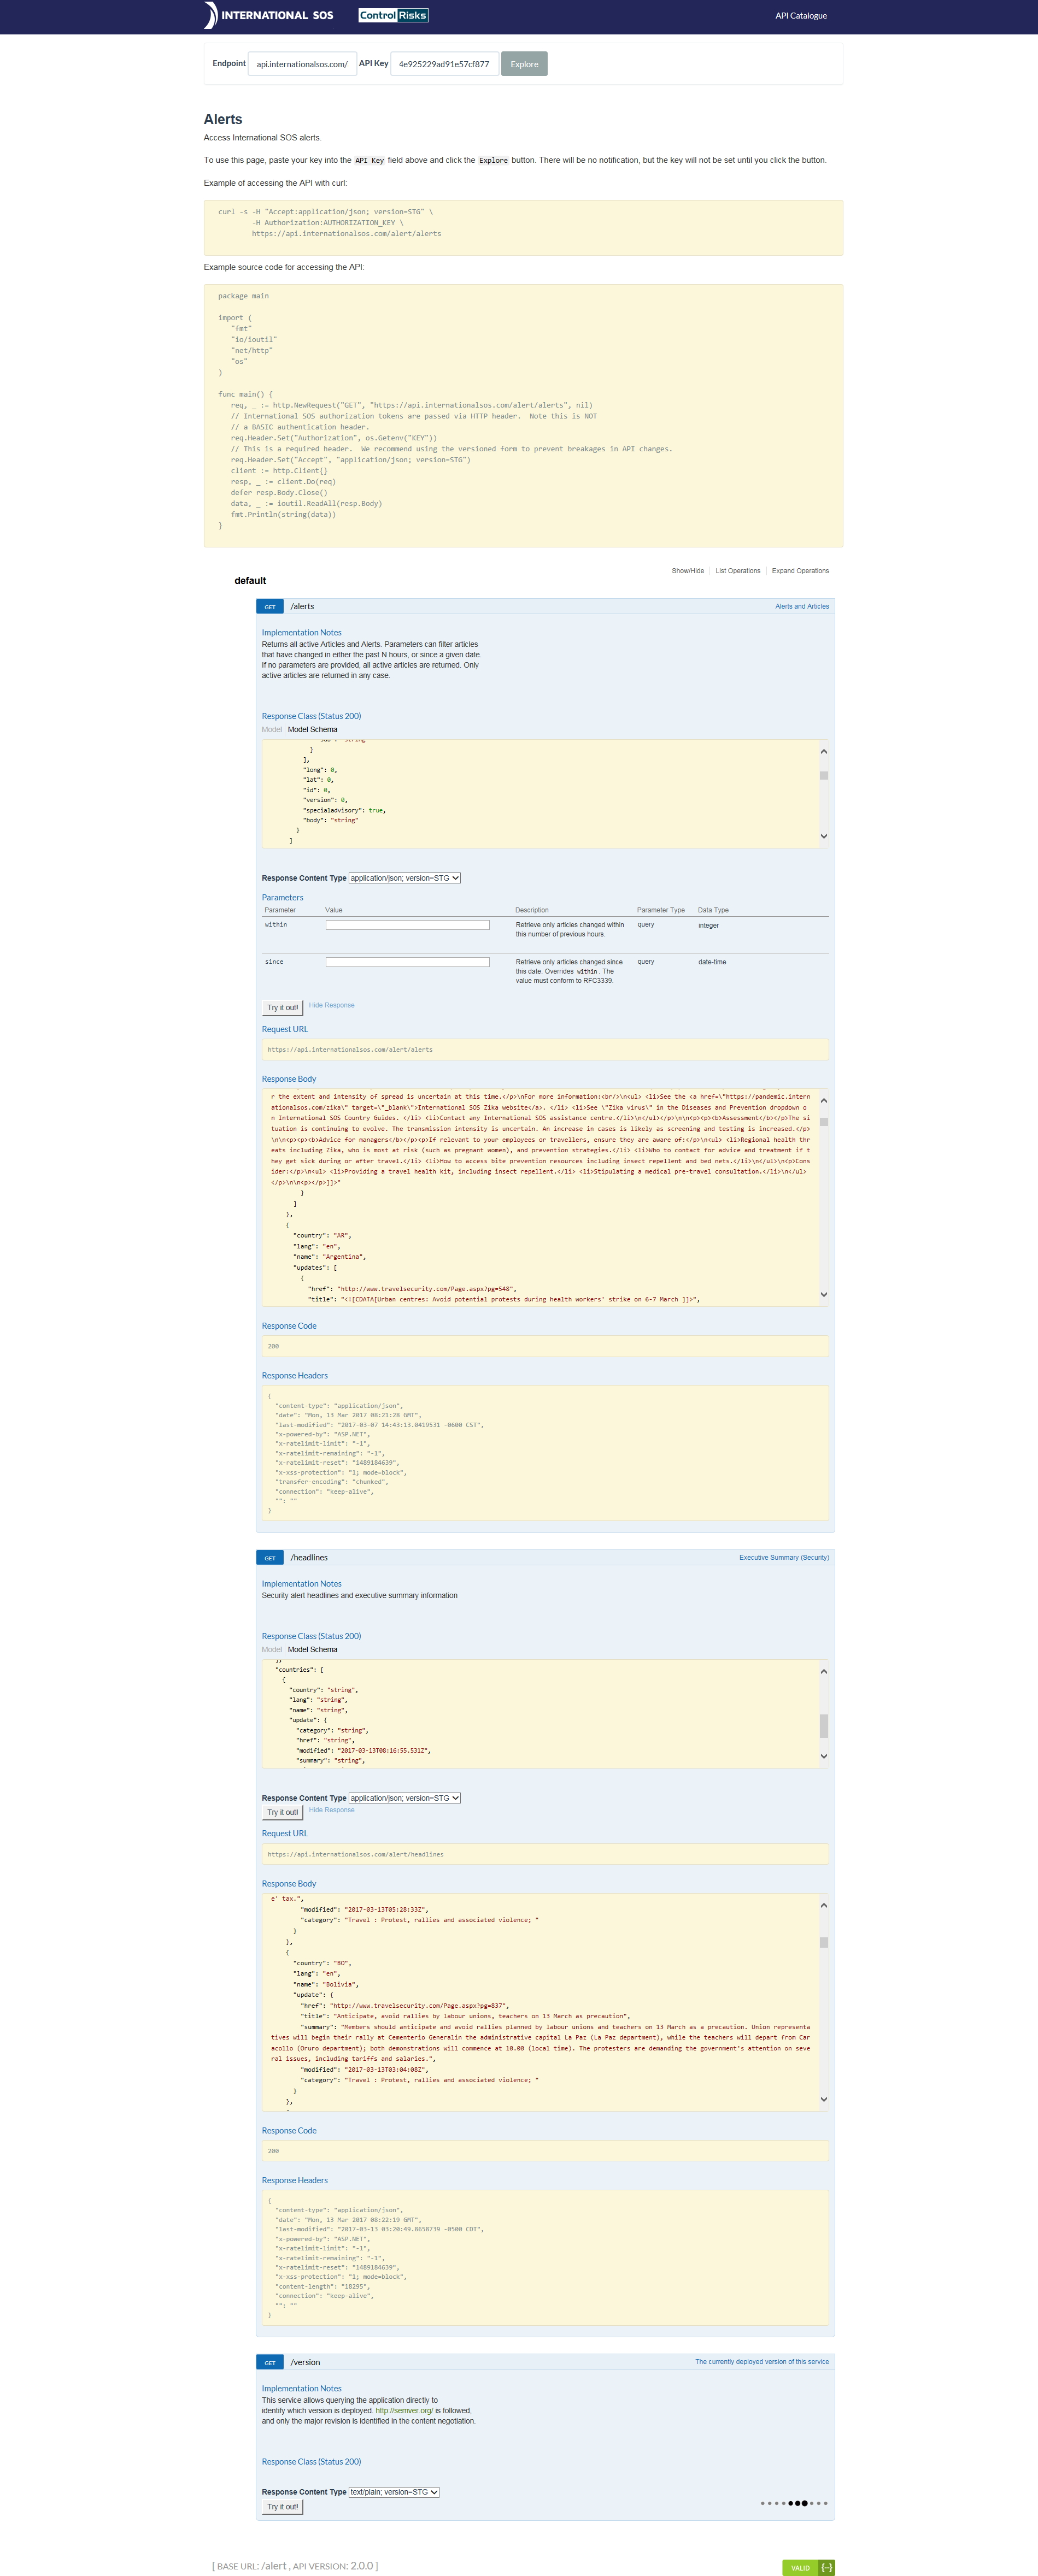 INTERNATIONAL SOS
Control Risks
API Catalogue
Endpoint api.internationalsos.com/ API Key 4e925229ad91e57cf877 Explore
Alerts
Access International SOS alerts.
To use this page, paste your key into the API Key field above and click the Explore button. There will be no notification, but the key will not be set until you click the button.
Example of accessing the API with curl:
curl -s -H "Accept:application/json; version=STG" \
-H Authorization:AUTHORIZATION_KEY \
https://api.internationalsos.com/alert/alerts
Example source code for accessing the API:
package main
import (
"fmt"
"io/ioutil"
"net/http"
"os"
)
func main() {
req, _ := http.NewRequest("GET", "https://api.internationalsos.com/alert/alerts", nil)
// International SOS authorization tokens are passed via HTTP header.  Note this is NOT
// a BASIC authentication header.
req.Header.Set("Authorization", os.Getenv("KEY"))
// This is a required header.  We recommend using the versioned form to prevent breakages in API changes.
req.Header.Set("Accept", "application/json; version=STG")
client := http.Client{}
resp, _ := client.Do(req)
defer resp.Body.Close()
data, _ := ioutil.ReadAll(resp.Body)
fmt.Println(string(data))
}
default
Show/Hide | List Operations | Expand Operations
GET /alerts Alerts and Articles
Implementation Notes
Returns all active Articles and Alerts. Parameters can filter articles
that have changed in either the past N hours, or since a given date.
If no parameters are provided, all active articles are returned. Only
active articles are returned in any case.
Response Class (Status 200)
Model | Model Schema
}
],
"long": 0,
"lat": 0,
"id": 0,
"version": 0,
"specialadvisory": true,
"body": "string"
}
]
Response Content Type application/json; version=STG
Parameters
Parameter Value Description Parameter Type Data Type
within Retrieve only articles changed within query integer
this number of previous hours.
since Retrieve only articles changed since query date-time
this date. Overrides within . The
value must conform to RFC3339.
Try it out! Hide Response
Request URL
https://api.internationalsos.com/alert/alerts
Response Body
r the extent and intensity of spread is uncertain at this time.</p>\nFor more information:<br/>\n<ul> <li>See the <a href=\"https://pandemic.intern
ationalsos.com/zika\" target=\"_blank\">International SOS Zika website</a>. </li> <li>See \"Zika virus\" in the Diseases and Prevention dropdown o
n International SOS Country Guides. </li> <li>Contact any International SOS assistance centre.</li>\n</ul></p>\n\n<p><p><b>Assessment</b></p>The si
tuation is continuing to evolve. The transmission intensity is uncertain. An increase in cases is likely as screening and testing is increased.</p>
\n\n<p><p><b>Advice for managers</b></p><p>If relevant to your employees or travellers, ensure they are aware of:</p>\n<ul> <li>Regional health thr
eats including Zika, who is most at risk (such as pregnant women), and prevention strategies.</li> <li>Who to contact for advice and treatment if t
hey get sick during or after travel.</li> <li>How to access bite prevention resources including insect repellent and bed nets.</li>\n</ul>\n<p>Cons
ider:</p>\n<ul> <li>Providing a travel health kit, including insect repellent.</li> <li>Stipulating a medical pre-travel consultation.</li>\n</ul>
</p>\n\n<p></p>]]>"
}
]
},
{
"country": "AR",
"lang": "en",
"name": "Argentina",
"updates": [
{
"href": "http://www.travelsecurity.com/Page.aspx?pg=548",
"title": "<![CDATA[Urban centres: Avoid potential protests during health workers' strike on 6-7 March ]]>",
Response Code
200
Response Headers
{
"content-type": "application/json",
"date": "Mon, 13 Mar 2017 08:21:28 GMT",
"last-modified": "2017-03-07 14:43:13.0419531 -0600 CST",
"x-powered-by": "ASP.NET",
"x-ratelimit-limit": "-1",
"x-ratelimit-remaining": "-1",
"x-ratelimit-reset": "1489184639",
"x-xss-protection": "1; mode=block",
"transfer-encoding": "chunked",
"connection": "keep-alive",
"": ""
}
GET /headlines Executive Summary (Security)
Implementation Notes
Security alert headlines and executive summary information
Response Class (Status 200)
Model | Model Schema
],
"countries": [
{
"country": "string",
"lang": "string",
"name": "string",
"update": {
"category": "string",
"href": "string",
"modified": "2017-03-13T08:16:55.531Z",
"summary": "string",
Response Content Type application/json; version=STG
Try it out! Hide Response
Request URL
https://api.internationalsos.com/alert/headlines
Response Body
e' tax.",
"modified": "2017-03-13T05:28:33Z",
"category": "Travel : Protest, rallies and associated violence; "
}
},
{
"country": "BO",
"lang": "en",
"name": "Bolivia",
"update": {
"href": "http://www.travelsecurity.com/Page.aspx?pg=837",
"title": "Anticipate, avoid rallies by labour unions, teachers on 13 March as precaution",
"summary": "Members should anticipate and avoid rallies planned by labour unions and teachers on 13 March as a precaution. Union representa
tives will begin their rally at Cementerio Generalin the administrative capital La Paz (La Paz department), while the teachers will depart from Car
acollo (Oruro department); both demonstrations will commence at 10.00 (local time). The protesters are demanding the government's attention on seve
ral issues, including tariffs and salaries.",
"modified": "2017-03-13T03:04:08Z",
"category": "Travel : Protest, rallies and associated violence; "
}
},
Response Code
200
Response Headers
{
"content-type": "application/json",
"date": "Mon, 13 Mar 2017 08:22:19 GMT",
"last-modified": "2017-03-13 03:20:49.8658739 -0500 CDT",
"x-powered-by": "ASP.NET",
"x-ratelimit-limit": "-1",
"x-ratelimit-remaining": "-1",
"x-ratelimit-reset": "1489184639",
"x-xss-protection": "1; mode=block",
"content-length": "18295",
"connection": "keep-alive",
"": ""
}
GET /version The currently deployed version of this service
Implementation Notes
This service allows querying the application directly to
identify which version is deployed. http://semver.org/ is followed,
and only the major revision is identified in the content negotiation.
Response Class (Status 200)
Response Content Type text/plain; version=STG
Try it out!
[ BASE URL: /alert , API VERSION: 2.0.0 ]
VALID {--}